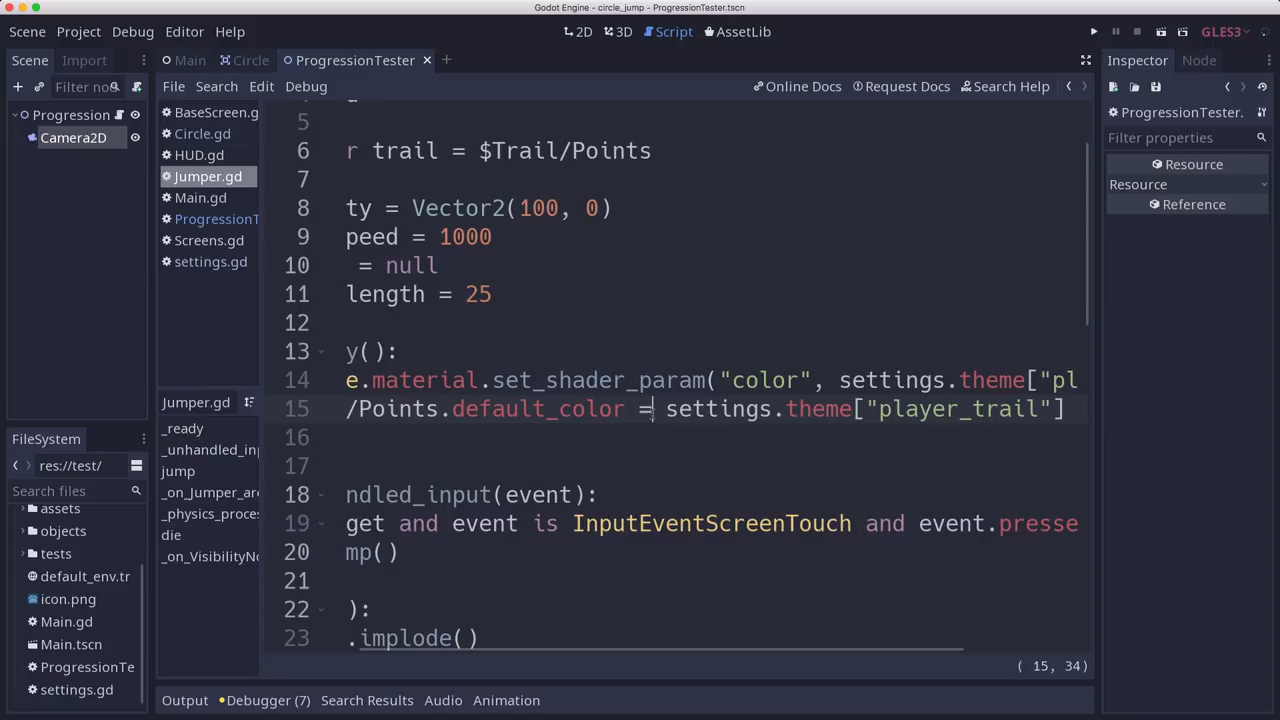 Godot Engine - circle_jump - ProgressionTester.tscn
Scene Project Debug Editor Help
2D 3D Script AssetLib
GLES3
Scene Import
Main Circle ProgressionTester
Inspector Node
Filter no
File Search Edit Debug
Online Docs Request Docs Search Help
Progression
Camera2D
BaseScreen.g
Circle.gd
HUD.gd
Jumper.gd
Main.gd
ProgressionT
Screens.gd
settings.gd
5
6 r trail = $Trail/Points
7
8 ty = Vector2(100, 0)
9 peed = 1000
10 = null
11 length = 25
12
13 y():
14 e.material.set_shader_param("color", settings.theme["pl
15 /Points.default_color = settings.theme["player_trail"]
16
17
18 ndled_input(event):
19 get and event is InputEventScreenTouch and event.presse
20 mp()
21
22 ):
23 .implode()
ProgressionTester.
Filter properties
Resource
Resource
Reference
Jumper.gd
_ready
_unhandled_in
jump
_on_Jumper_ar
_physics_proce
die
_on_VisibilityNo
FileSystem
res://test/
Search files
assets
objects
tests
default_env.tr
icon.png
Main.gd
Main.tscn
ProgressionTe
settings.gd
( 15, 34)
Output Debugger (7) Search Results Audio Animation